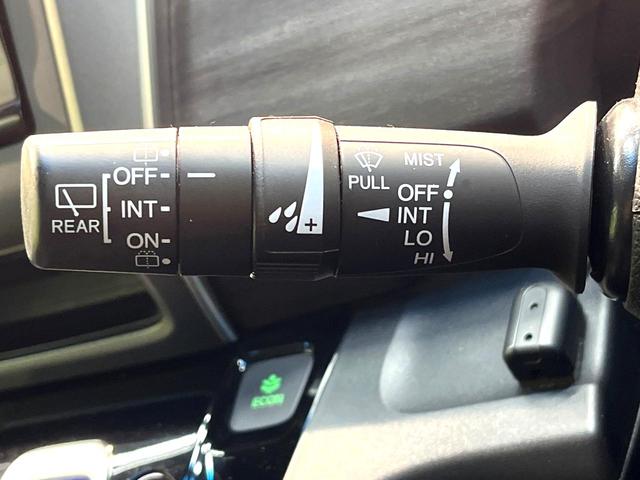 OFF
INT
ON
REAR
+
PULL
MIST
OFF
INT
LO
HI
ECON